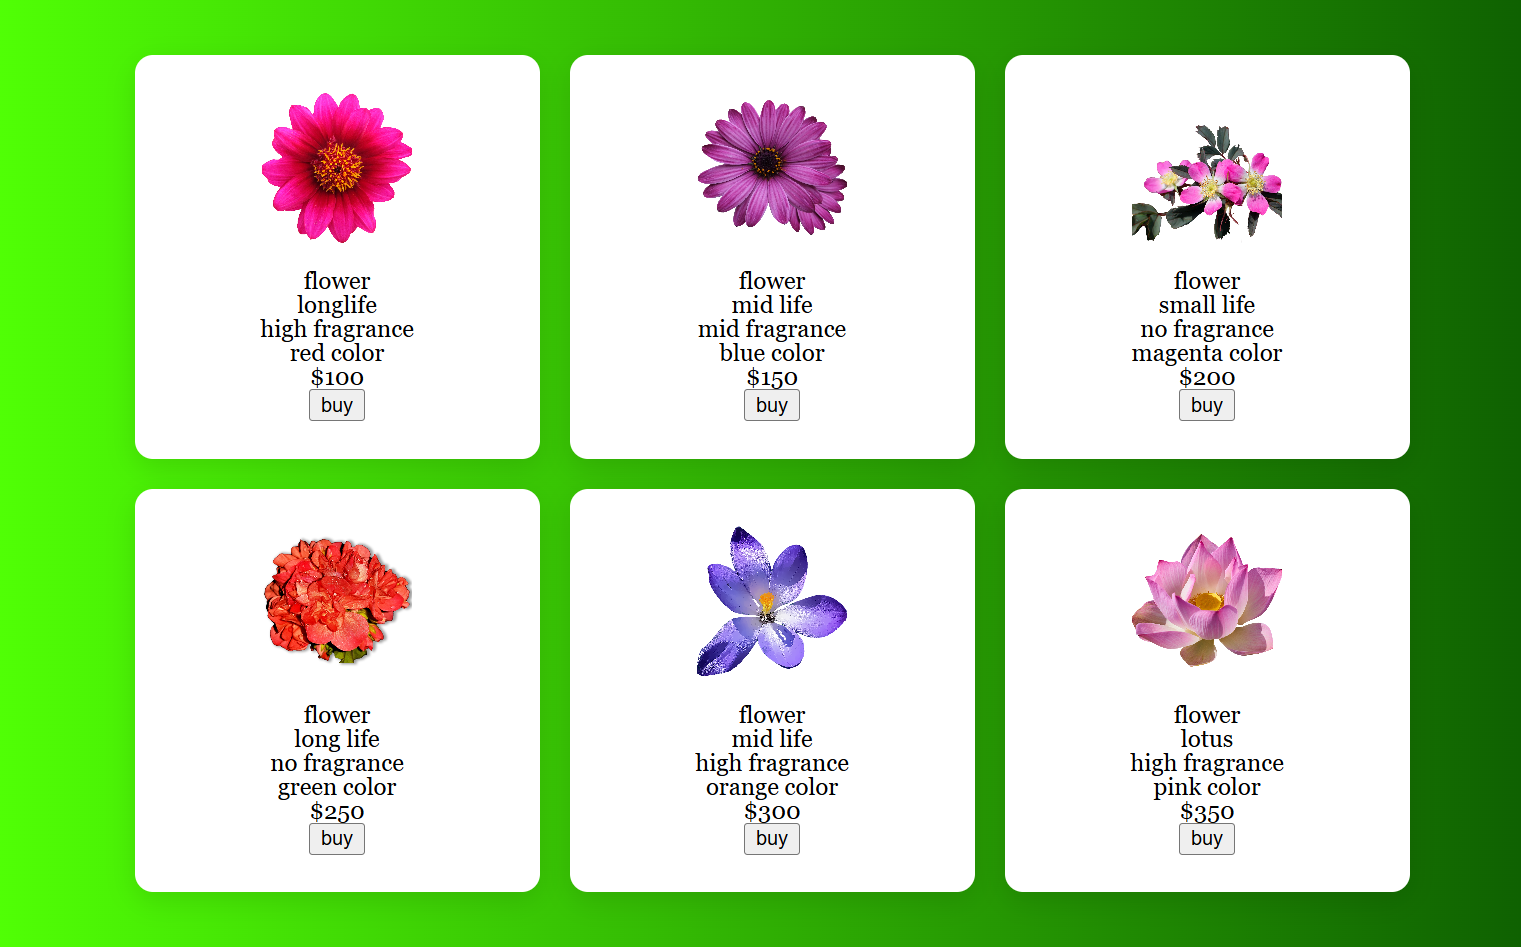 flower
longlife
high fragrance
red color
$100
buy
flower
mid life
mid fragrance
blue color
$150
buy
flower
small life
no fragrance
magenta color
$200
buy
flower
long life
no fragrance
green color
$250
buy
flower
mid life
high fragrance
orange color
$300
buy
flower
lotus
high fragrance
pink color
$350
buy